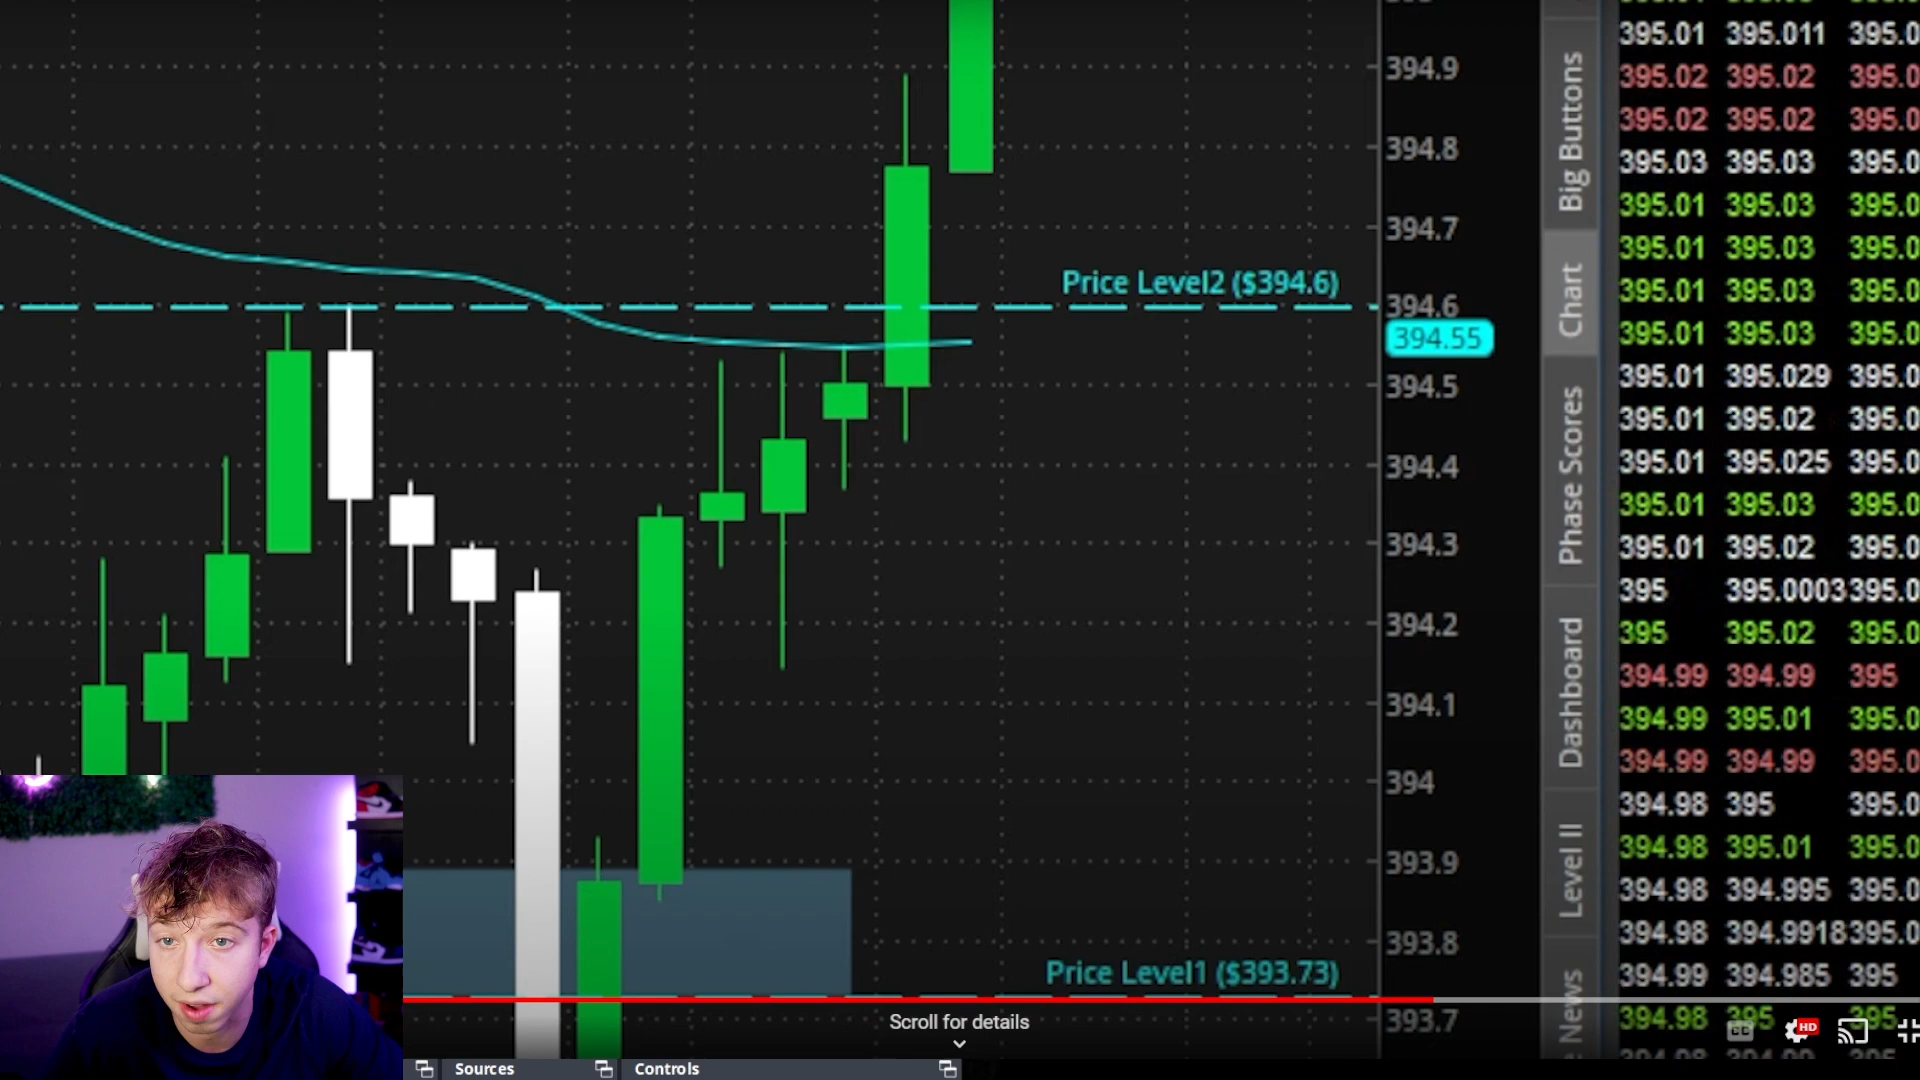 394.9
394.8
394.7
Price Level2 ($394.6)
394.6
394.55
394.5
394.4
394.3
394.2
394.1
394
393.9
393.8
Price Level1 ($393.73)
393.7
Big Buttons
Chart
Phase Scores
Dashboard
Level II
News
395.01 395.011 395.0
395.02 395.02 395.0
395.02 395.02 395.0
395.03 395.03 395.0
395.01 395.03 395.0
395.01 395.03 395.0
395.01 395.03 395.0
395.01 395.03 395.0
395.01 395.029 395.0
395.01 395.02 395.0
395.01 395.025 395.0
395.01 395.03 395.0
395.01 395.02 395.0
395 395.0003 395.0
395 395.02 395.0
394.99 394.99 395
394.99 395.01 395.0
394.99 394.99 395.0
394.98 395 395.0
394.98 395.01 395.0
394.98 394.995 395.0
394.98 394.9918 395.0
394.99 394.985 395
394.98 395 395.
Scroll for details
CC
HD
Sources
Controls